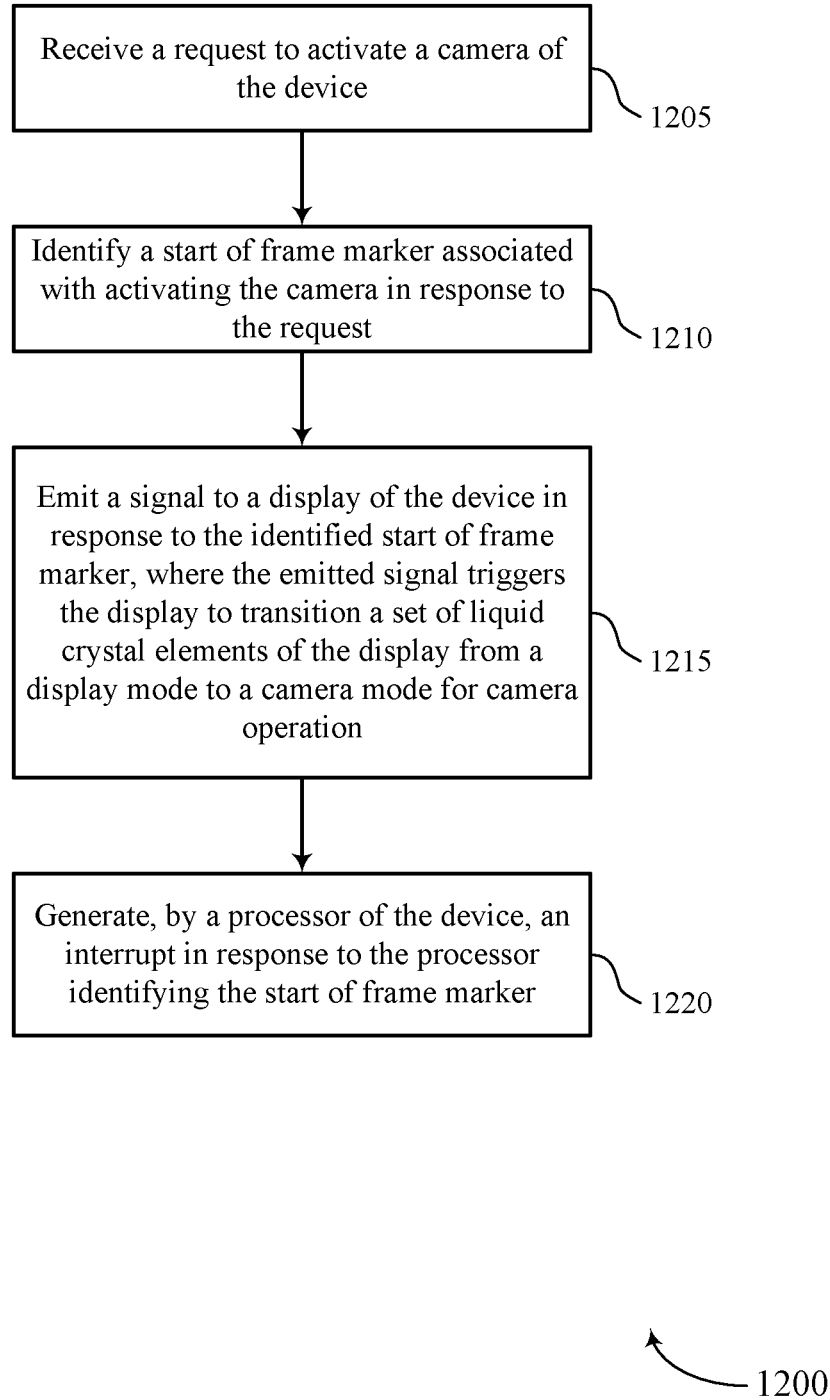 Receive a request to activate a camera of
the device
1205
Identify a start of frame marker associated
with activating the camera in response to
the request
1210
Emit a signal to a display of the device in
response to the identified start of frame
marker, where the emitted signal triggers
the display to transition a set of liquid
crystal elements of the display from a
display mode to a camera mode for camera
operation
1215
Generate, by a processor of the device, an
interrupt in response to the processor
identifying the start of frame marker
1220
1200